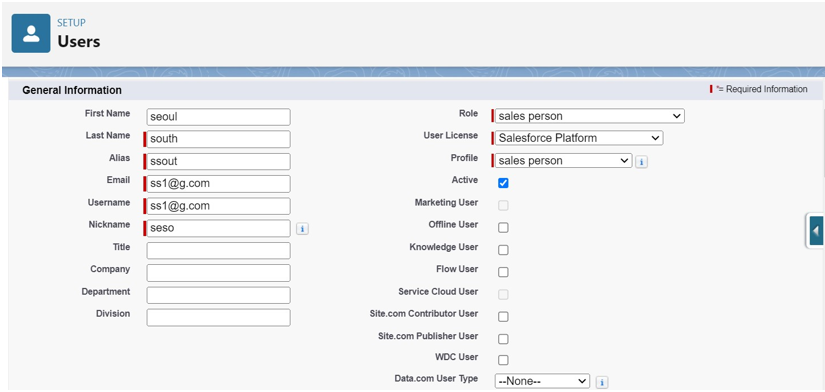 SETUP
Users
General Information
*= Required Information
First Name seoul
Last Name south
Alias ssout
Email ss1@g.com
Username ss1@g.com
Nickname seso
Title
Company
Department
Division
Role sales person
User License Salesforce Platform
Profile sales person
Active
Marketing User
Offline User
Knowledge User
Flow User
Service Cloud User
Site.com Contributor User
Site.com Publisher User
WDC User
Data.com User Type --None--